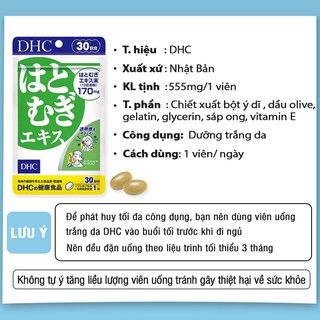 DHC
30日分
はとむぎ
エキス末
170mg
はと
むぎ
エキス
DHC
30日分
1粒
DHCの健康食品
• T. hiệu : DHC
• Xuất xứ : Nhật Bản
• KL tịnh : 555mg/1 viên
• T. phần : Chiết xuất bột ý dĩ , dầu olive,
gelatin, glycerin, sáp ong, vitamin E
• Công dụng: Dưỡng trắng da
• Cách dùng: 1 viên/ ngày
LƯU Ý
Để phát huy tối đa công dụng, bạn nên dùng viên uống
trắng da DHC vào buổi tối trước khi đi ngủ
Nên đều đặn uống theo liệu trình tối thiểu 3 tháng
Không tự ý tăng liều lượng viên uống tránh gây thiệt hại về sức khỏe